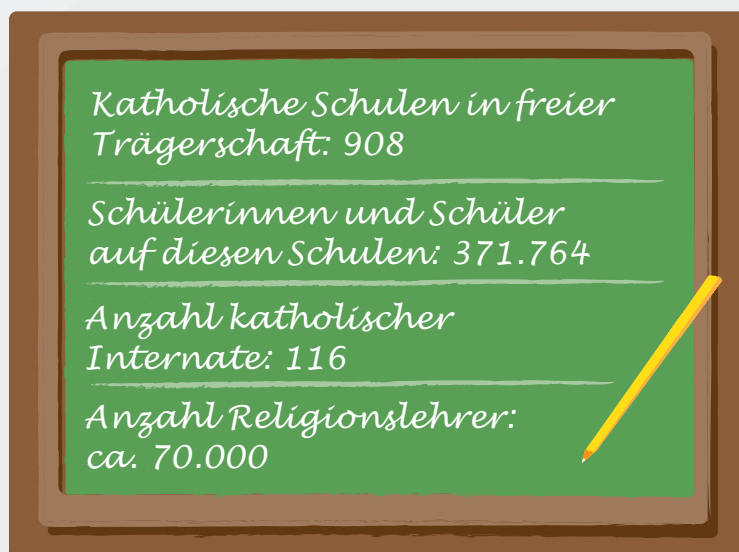 Katholische Schulen in freier
Trägerschaft: 908
Schülerinnen und Schüler
auf diesen Schulen: 371.764
Anzahl katholischer
Internate: 116
Anzahl Religionslehrer:
ca. 70.000